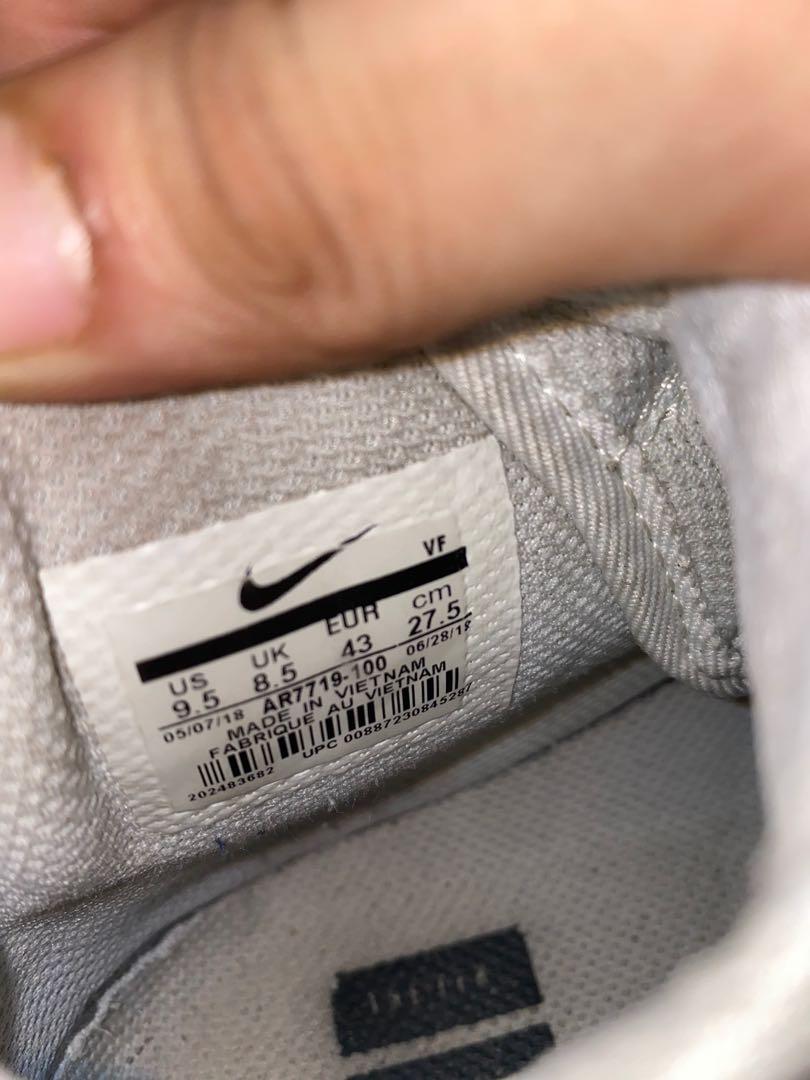 VF
US UK EUR cm
9.5 8.5 43 27.5
05/07/18 AR7719-100 06/28/18
MADE IN VIETNAM
FABRIQUE AU VIETNAM
202483682 UPC 00887230845287